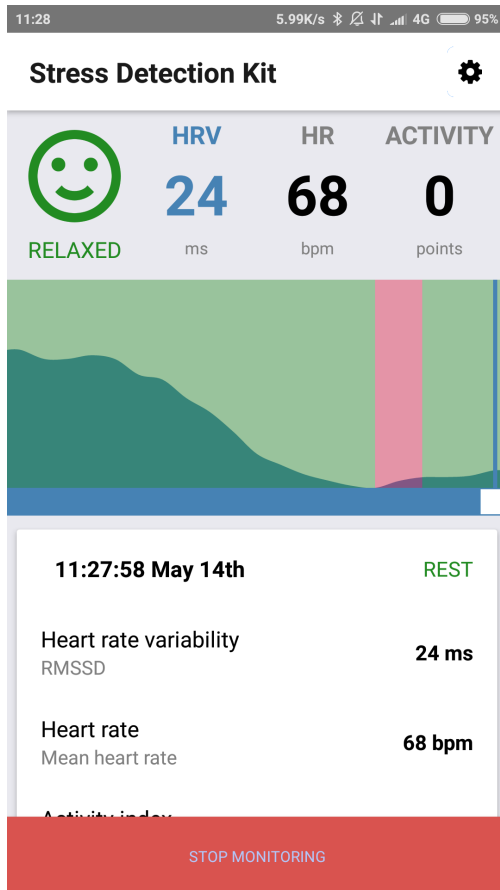 11:28 5.99K/s 4G 95%
Stress Detection Kit
HRV HR ACTIVITY
24 68 0
RELAXED ms bpm points
11:27:58 May 14th REST
Heart rate variability
RMSSD
24 ms
Heart rate
Mean heart rate
68 bpm
Activity index
STOP MONITORING